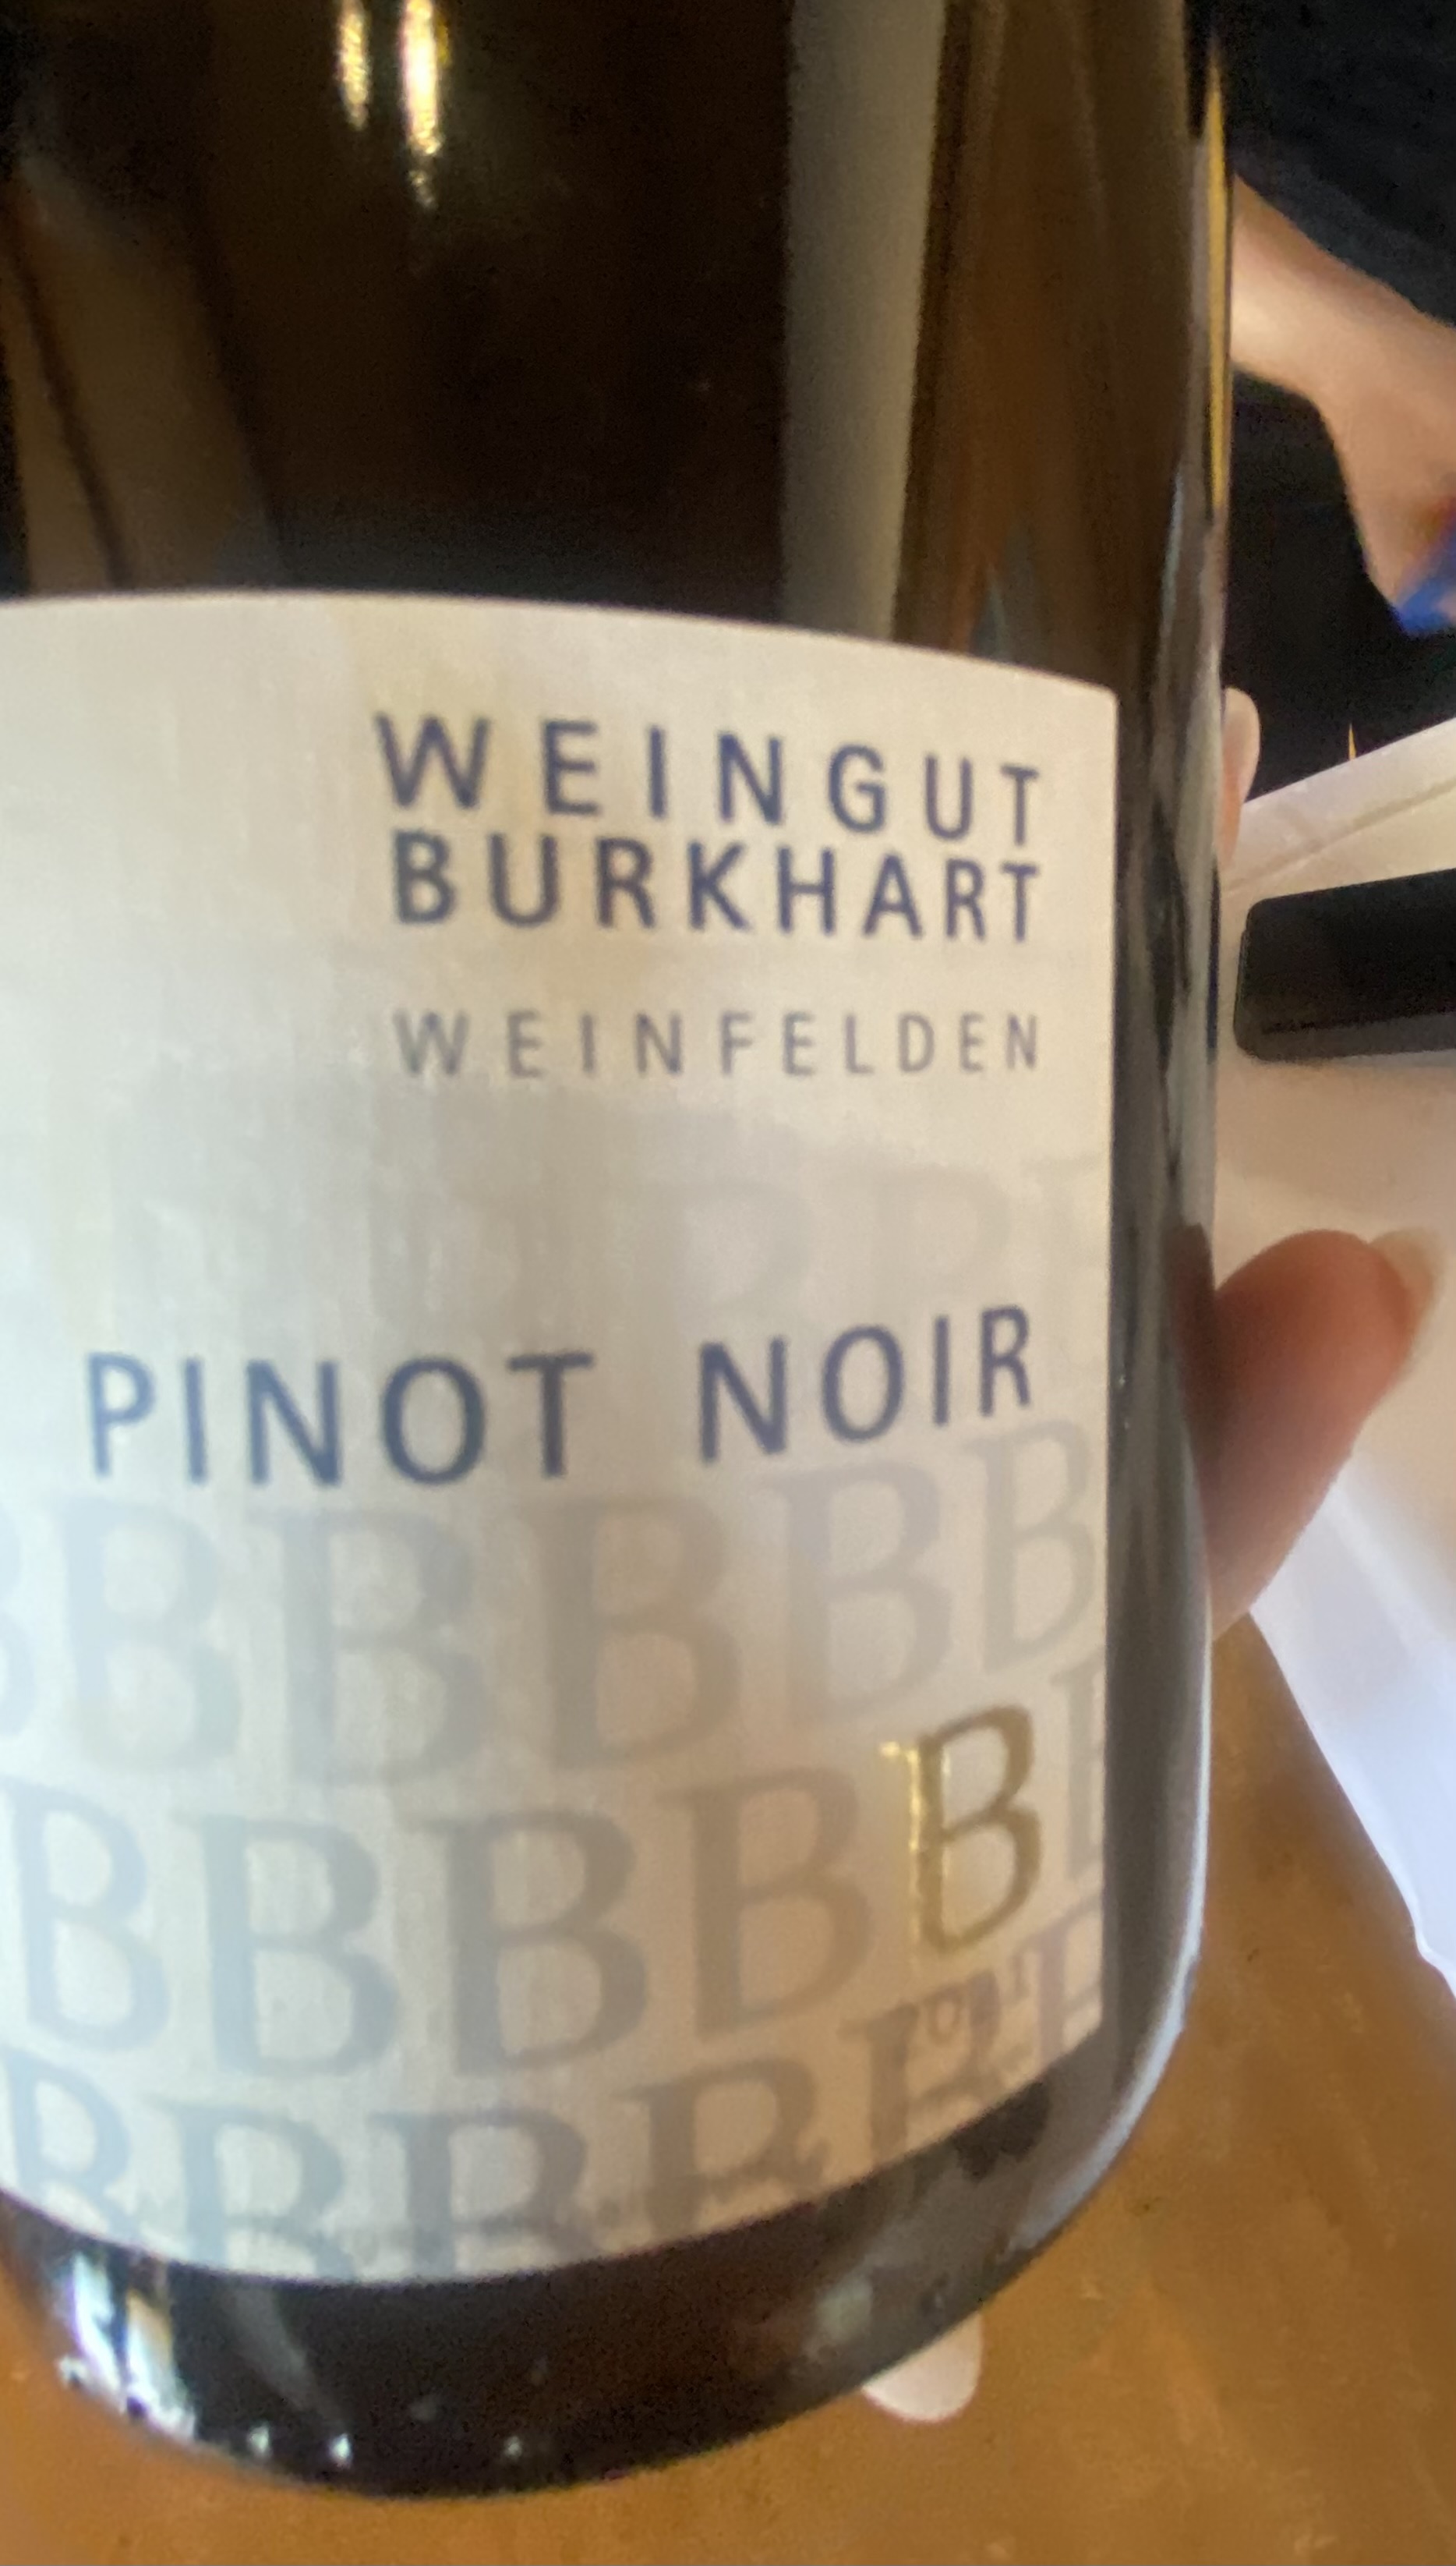 WEINGUT
BURKHART
WEINFELDEN
PINOT NOIR
B B B B B
B B B B B
B B B B